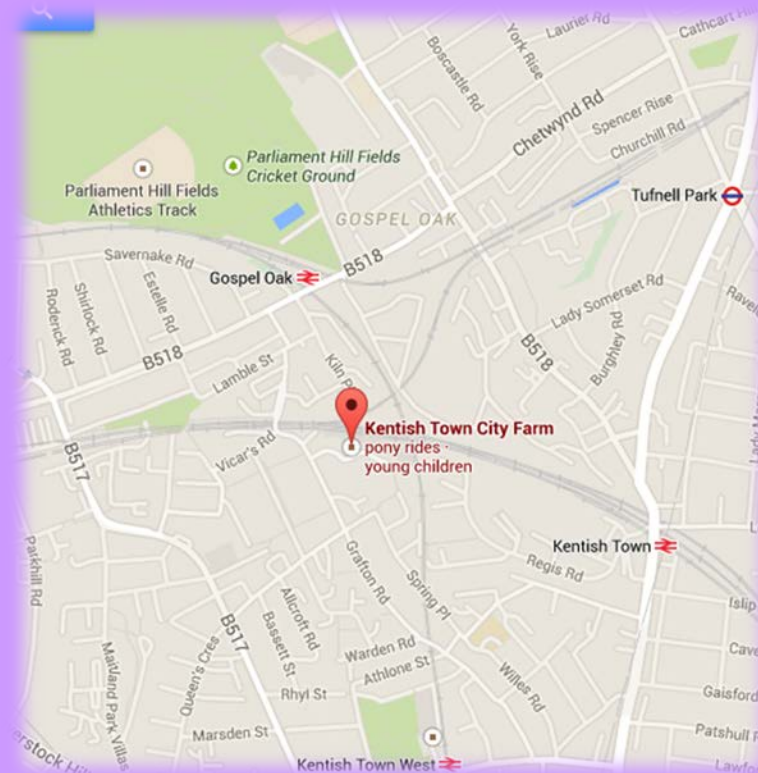 Laurier Rd
Cathcart Hill
York Rise
Boscastle Rd
Chetwynd Rd
Spencer Rise
Churchill Rd
Parliament Hill Fields
Cricket Ground
Parliament Hill Fields
Athletics Track
Tufnell Park
GOSPEL OAK
Savernake Rd
Gospel Oak
B518
Roderick Rd
Shirlock Rd
Estelle Rd
Lady Somerset Rd
Burghley Rd
B518
B518
Lamble St
Kentish Town City Farm
pony rides ·
young children
Vicar's Rd
B517
Kentish Town
Regis Rd
Parkhill Rd
Grafton Rd
Spring Pl
Islip
Allcroft Rd
Bassett St
B517
Queen's Cres
Warden Rd
Athlone St
Maitland Park Villas
Willes Rd
Rhyl St
Gaisford
Marsden St
Patshull R
Kentish Town West